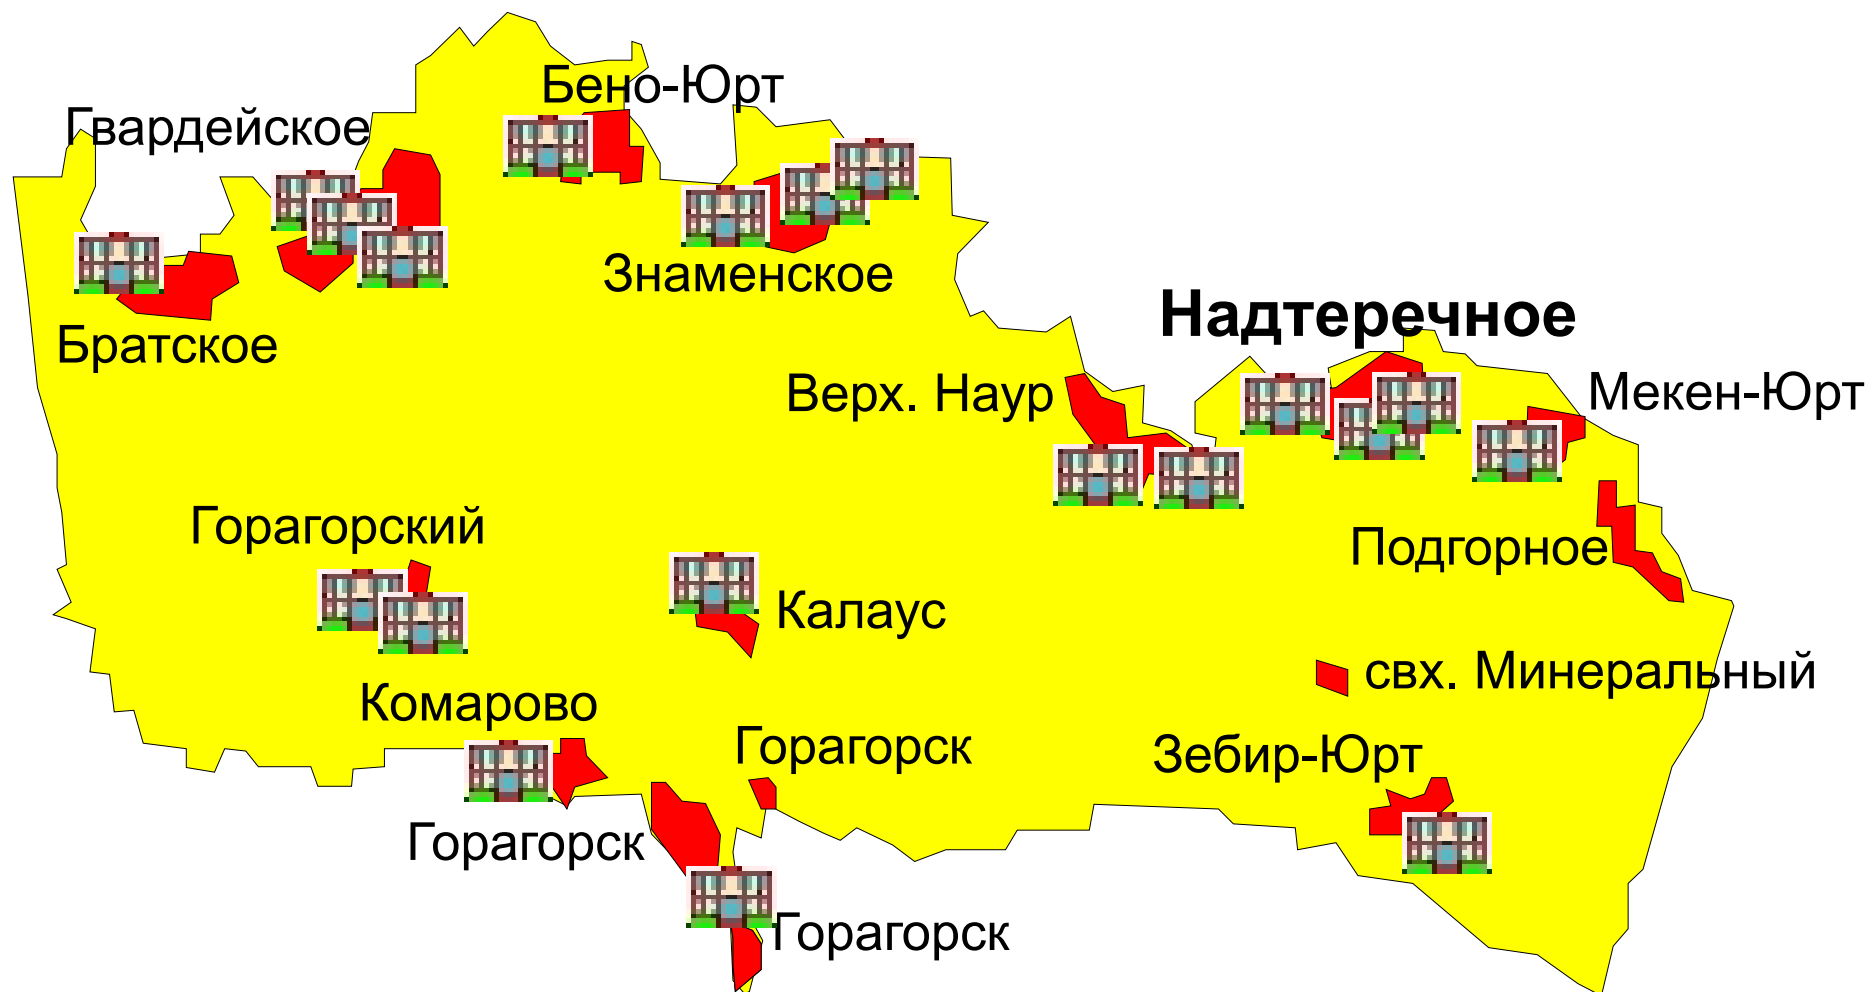 Бено-Юрт
Гвардейское
Знаменское
Надтеречное
Братское
Верх. Наур
Мекен-Юрт
Горагорский
Подгорное
Калаус
свх. Минеральный
Комарово
Горагорск
Зебир-Юрт
Горагорск
Горагорск